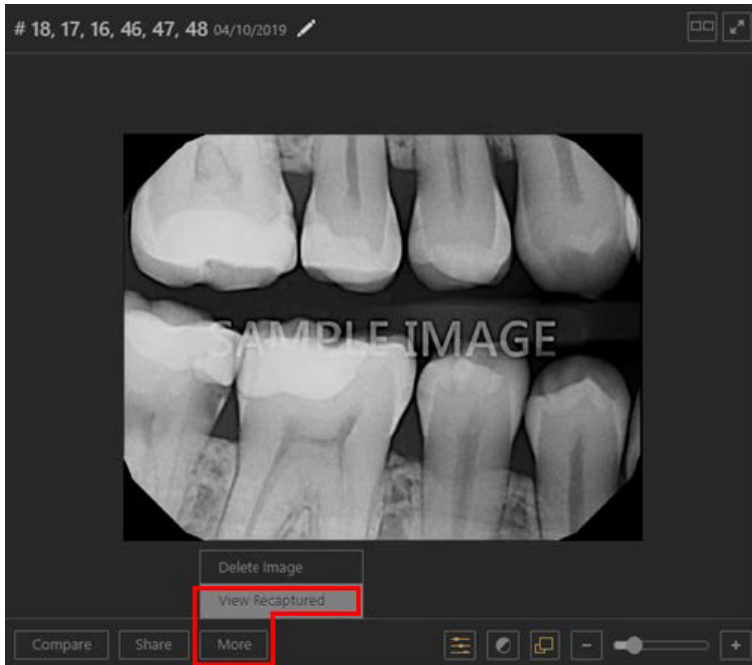 # 18, 17, 16, 46, 47, 48 04/10/2019
SAMPLE IMAGE
Delete Image
View Recaptured
Compare Share More